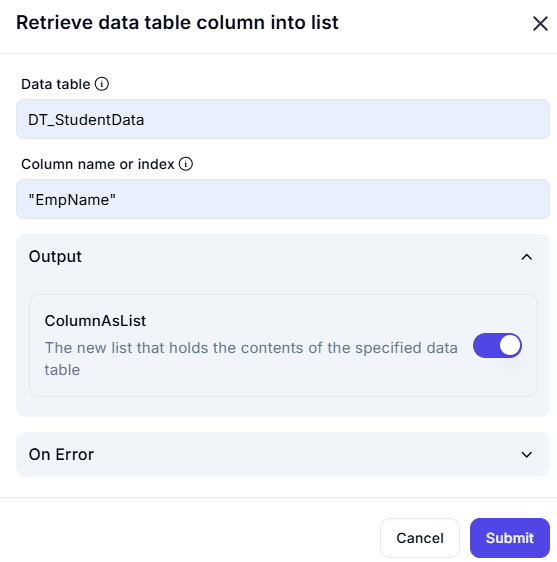 Retrieve data table column into list
Data table
DT_StudentData
Column name or index
"EmpName"
Output
ColumnAsList
The new list that holds the contents of the specified data
table
On Error
Cancel
Submit